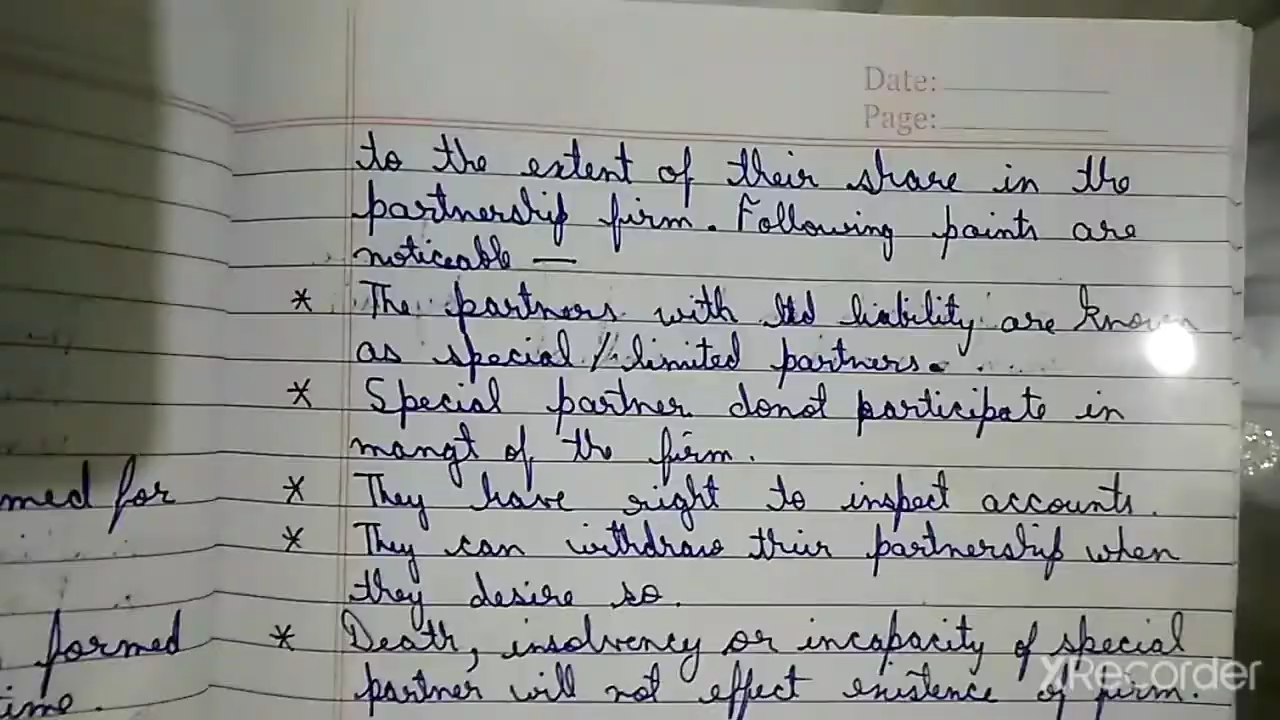 Date:
Page:
to the extent of their share in the
partnership firm. Following points are
noticeable —
* The partners with ltd liability are known
as special / limited partners.
* Special partner donot participate in
mangt of the firm.
med for
* They have right to inspect accounts.
* They can withdraw their partnership when
they desire so.
formed
* Death, insolvency or incapacity of special
ime.
partner will not effect existence of firm.
XRecorder